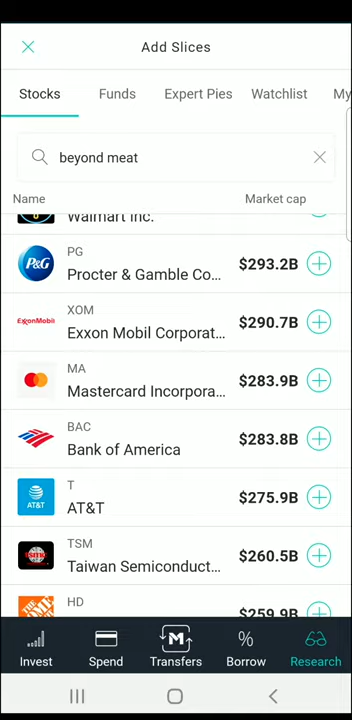 Add Slices
Stocks Funds Expert Pies Watchlist My
beyond meat
Name Market cap
Walmart Inc.
PG
P&G Procter & Gamble Co... $293.2B
XOM
ExxonMobil Exxon Mobil Corporat... $290.7B
MA
Mastercard Incorpora... $283.9B
BAC
Bank of America $283.8B
T
AT&T AT&T $275.9B
TSM
Taiwan Semiconduct... $260.5B
HD
$259.9B
Invest Spend Transfers Borrow Research